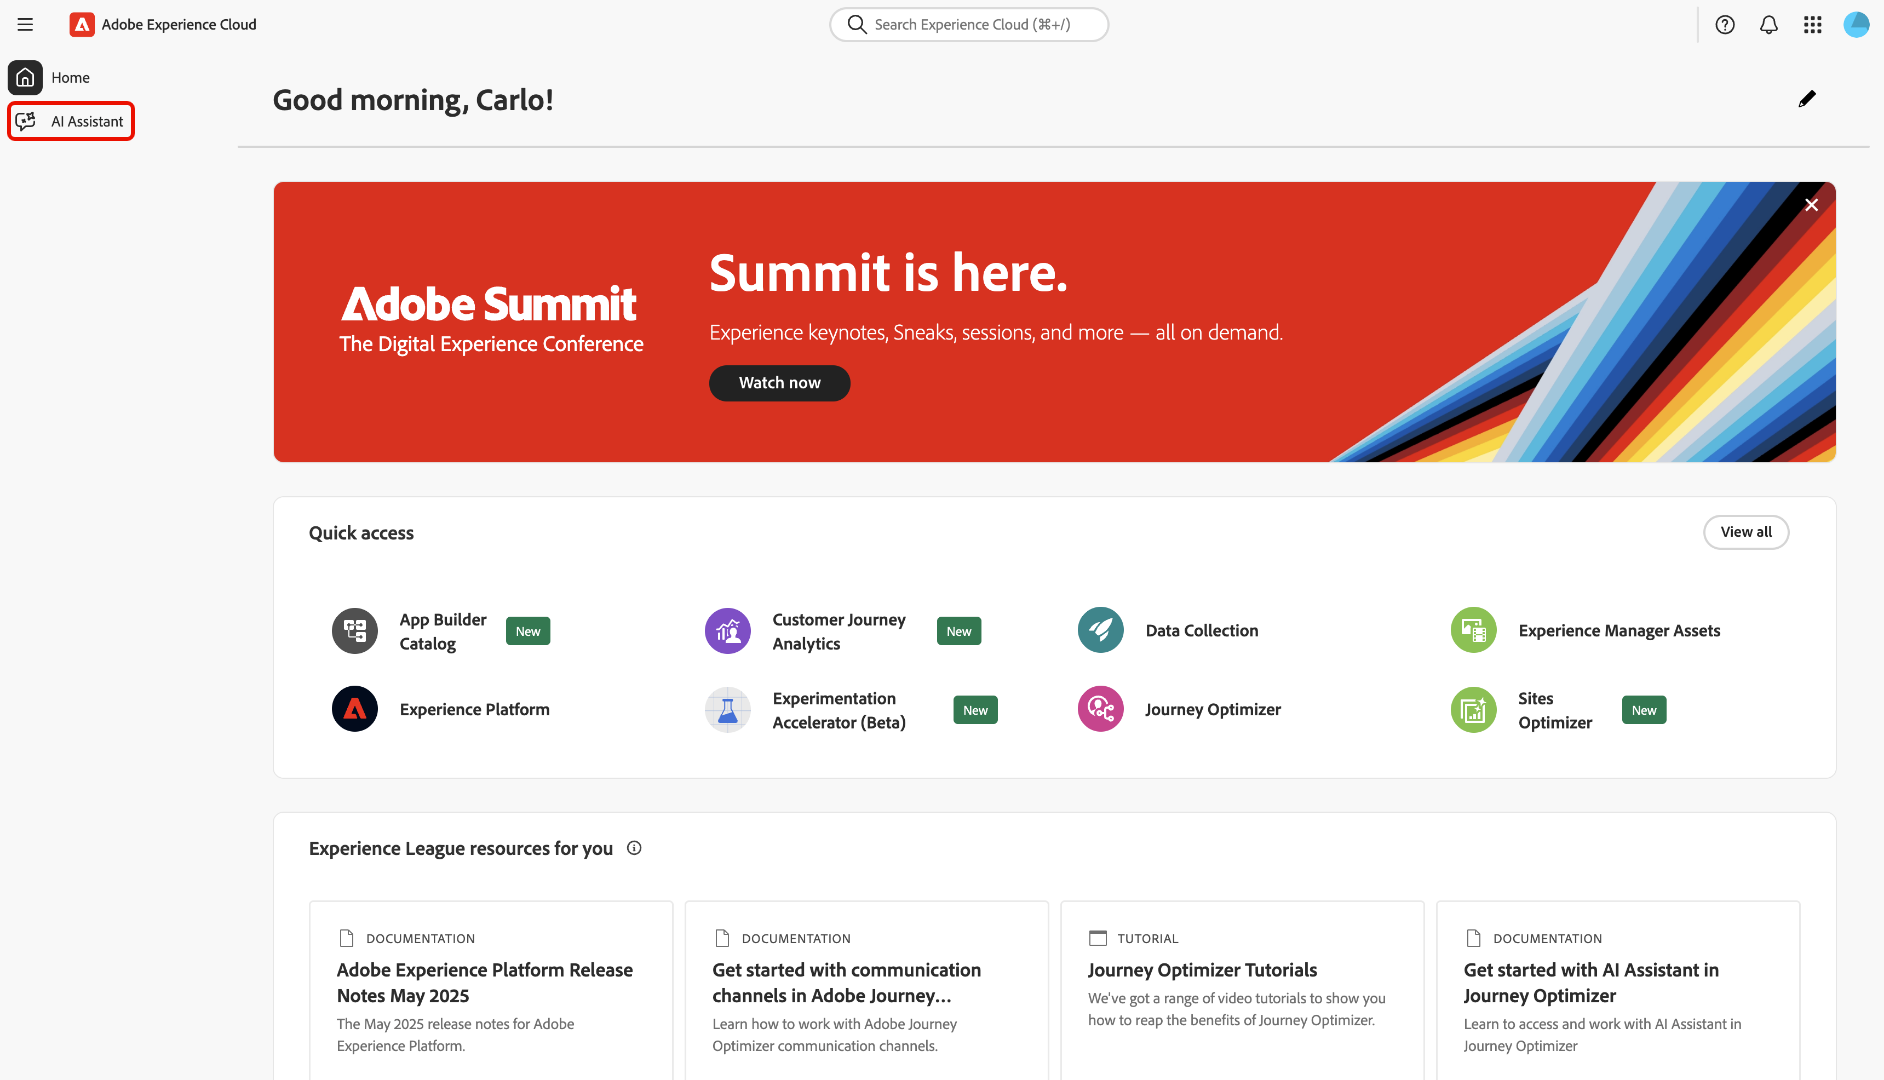 Adobe Experience Cloud
Search Experience Cloud (⌘+/)
Home
AI Assistant
Good morning, Carlo!
Adobe Summit
The Digital Experience Conference
Summit is here.
Experience keynotes, Sneaks, sessions, and more — all on demand.
Watch now
Quick access
View all
App Builder
Catalog
New
Customer Journey
Analytics
New
Data Collection
Experience Manager Assets
Experience Platform
Experimentation
Accelerator (Beta)
New
Journey Optimizer
Sites
Optimizer
New
Experience League resources for you
DOCUMENTATION
Adobe Experience Platform Release
Notes May 2025
The May 2025 release notes for Adobe
Experience Platform.
DOCUMENTATION
Get started with communication
channels in Adobe Journey...
Learn how to work with Adobe Journey
Optimizer communication channels.
TUTORIAL
Journey Optimizer Tutorials
We've got a range of video tutorials to show you
how to reap the benefits of Journey Optimizer.
DOCUMENTATION
Get started with AI Assistant in
Journey Optimizer
Learn to access and work with AI Assistant in
Journey Optimizer